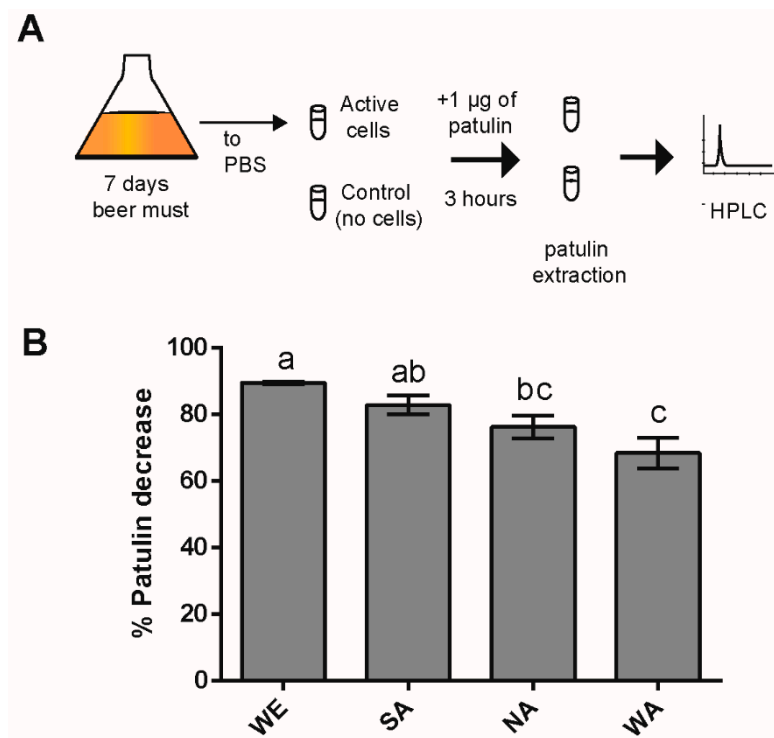 A
7 days
beer must
to
PBS
Active
cells
Control
(no cells)
+1 µg of
patulin
3 hours
patulin
extraction
HPLC
B
% Patulin decrease
100
80
60
40
20
0
a
ab
bc
c
WE
SA
NA
WA